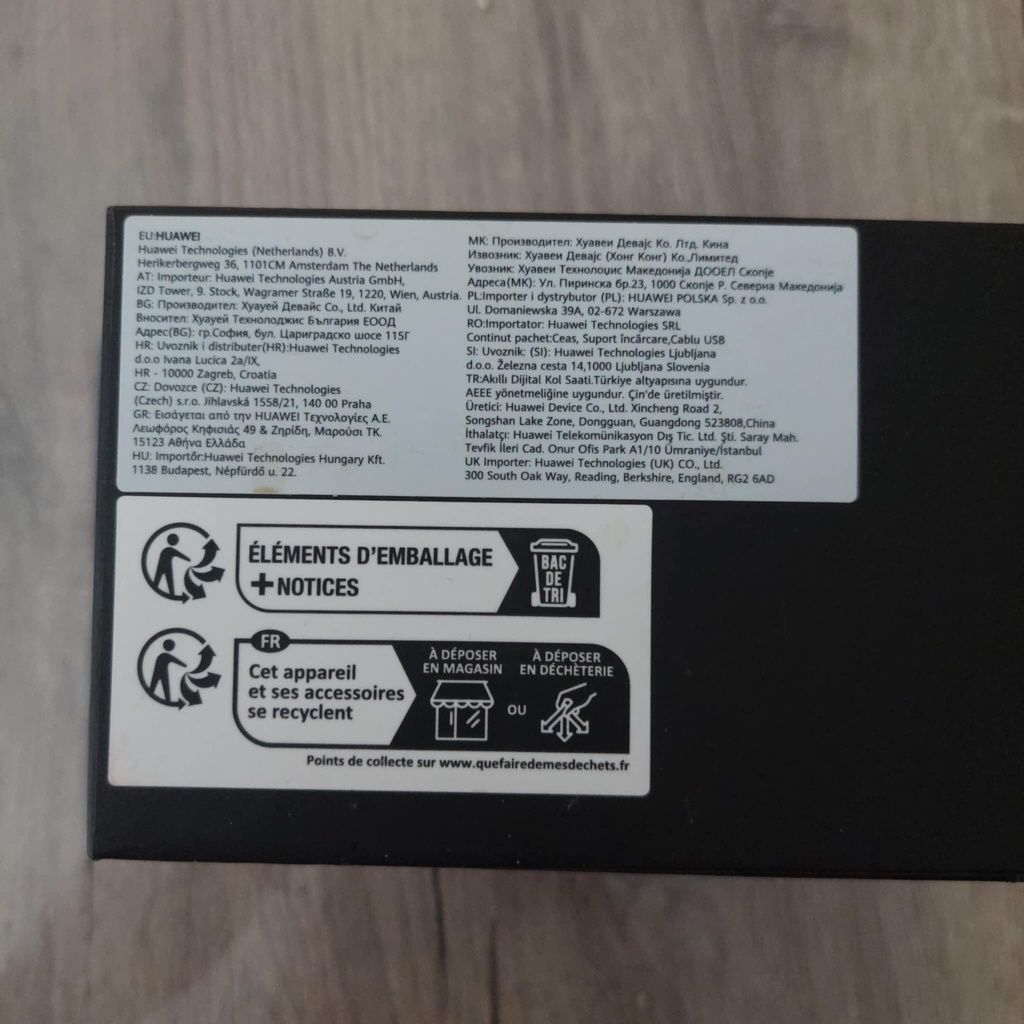 EU:HUAWEI
Huawei Technologies (Netherlands) B.V.
Herikerbergweg 36, 1101CM Amsterdam The Netherlands
AT: Importeur: Huawei Technologies Austria GmbH,
IZD Tower, 9. Stock, Wagramer Straße 19, 1220, Wien, Austria.
BG: Производител: Хуауей Девайс Co., Ltd. Китай
Вносител: Хуауей Технолоджис България ЕООД
Адрес(BG): гр.София, бул. Цариградско шосе 115Г
HR: Uvoznik i distributer(HR):Huawei Technologies
d.o.o Ivana Lucica 2a/IX,
HR - 10000 Zagreb, Croatia
CZ: Dovozce (CZ): Huawei Technologies
(Czech) s.r.o. Jihlavská 1558/21, 140 00 Praha
GR: Εισάγεται από την HUAWEI Τεχνολογίες Α.Ε.
Λεωφόρος Κηφισιάς 49 & Ζηρίδη, Μαρούσι ΤΚ.
15123 Αθήνα Ελλάδα
HU: Importőr:Huawei Technologies Hungary Kft.
1138 Budapest, Népfürdő u. 22.
MK: Производител: Хуавеи Девајс Ко. Лтд. Кина
Извозник: Хуавеи Девајс (Хонг Конг) Ко.,Лимитед
Увозник: Хуавеи Технолоџис Македонија ДООЕЛ Скопје
Адреса(МК): Ул. Пиринска бр.23, 1000 Скопје Р. Северна Македонија
PL:Importer i dystrybutor (PL): HUAWEI POLSKA Sp. z o.o.
Ul. Domaniewska 39A, 02-672 Warszawa
RO:Importator: Huawei Technologies SRL
Continut pachet:Ceas, Suport încărcare,Cablu USB
SI: Uvoznik: (SI): Huawei Technologies Ljubljana
d.o.o. Železna cesta 14,1000 Ljubljana Slovenia
TR:Akıllı Dijital Kol Saati.Türkiye altyapısına uygundur.
AEEE yönetmeliğine uygundur. Çin'de üretilmiştir.
Üretici: Huawei Device Co., Ltd. Xincheng Road 2,
Songshan Lake Zone, Dongguan, Guangdong 523808,China
İthalatçı: Huawei Telekomünikasyon Dış Tic. Ltd. Şti. Saray Mah.
Tevfik İleri Cad. Onur Ofis Park A1/10 Ümraniye/İstanbul
UK Importer: Huawei Technologies (UK) CO., Ltd.
300 South Oak Way, Reading, Berkshire, England, RG2 6AD
ÉLÉMENTS D'EMBALLAGE
+NOTICES
BAC
DE
TRI
FR
Cet appareil
et ses accessoires
se recyclent
À DÉPOSER
EN MAGASIN
OU
À DÉPOSER
EN DÉCHÈTERIE
Points de collecte sur www.quefairedemesdechets.fr